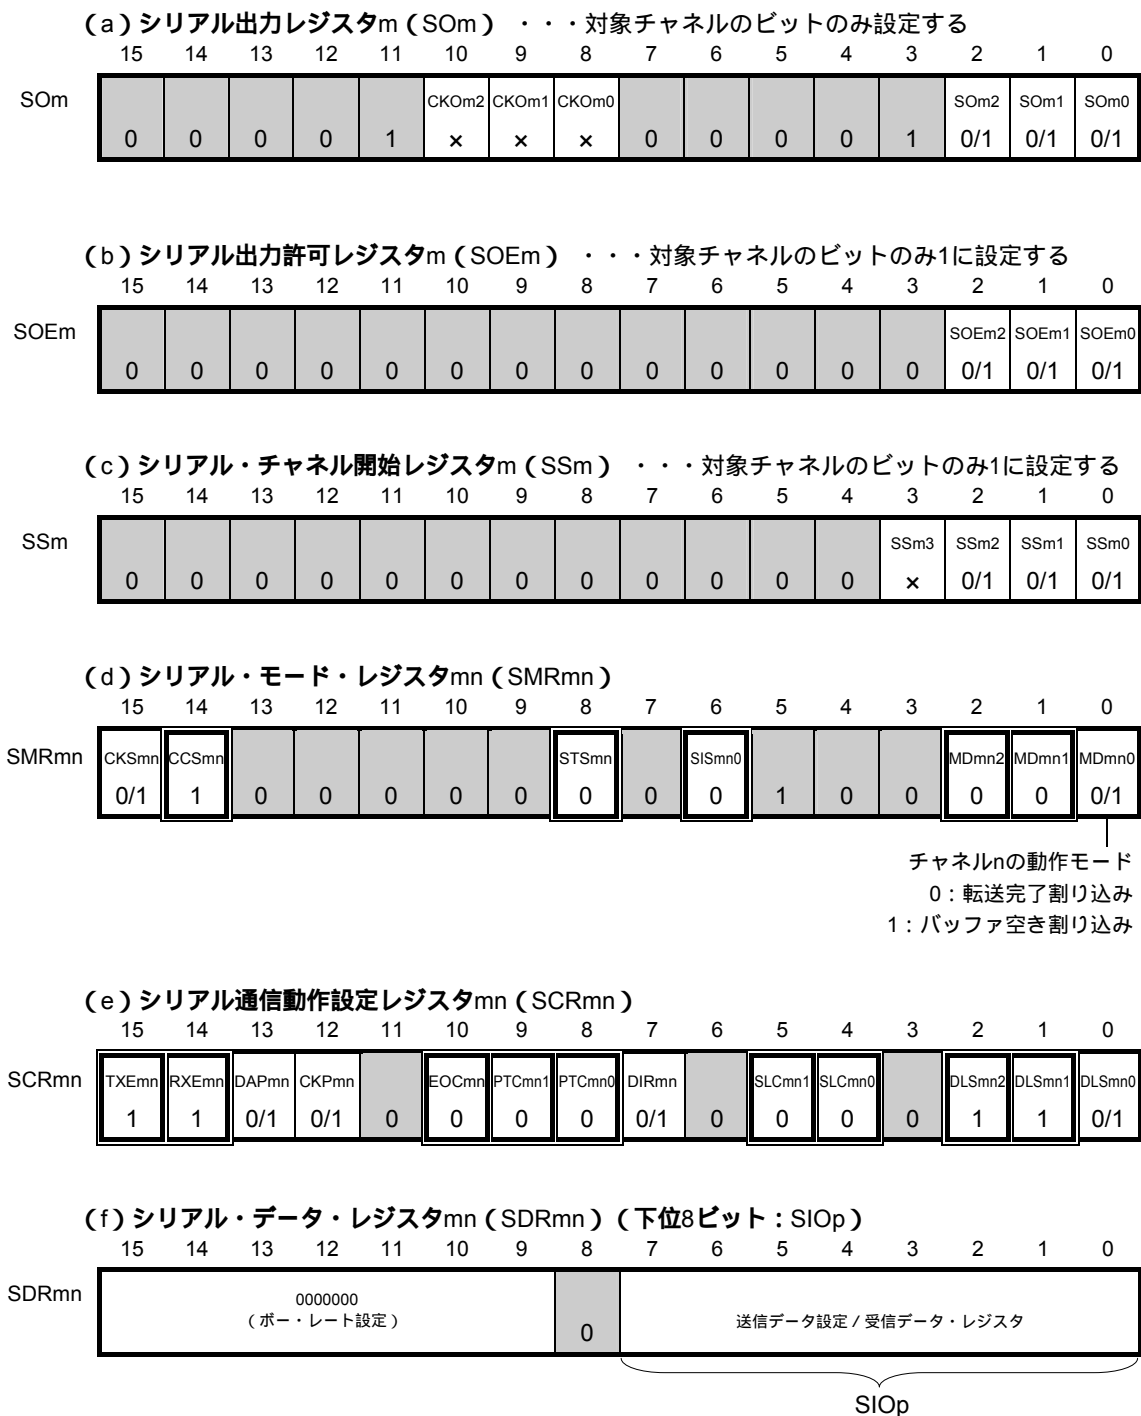 (a)シリアル出力レジスタm(SOm) ・・・対象チャネルのビットのみ設定する
15 14 13 12 11 10 9 8 7 6 5 4 3 2 1 0
SOm CKOm2 CKOm1 CKOm0 SOm2 SOm1 SOm0
0 0 0 0 1 × × × 0 0 0 0 1 0/1 0/1 0/1
(b)シリアル出力許可レジスタm(SOEm) ・・・対象チャネルのビットのみ1に設定する
15 14 13 12 11 10 9 8 7 6 5 4 3 2 1 0
SOEm SOEm2 SOEm1 SOEm0
0 0 0 0 0 0 0 0 0 0 0 0 0 0/1 0/1 0/1
(c)シリアル・チャネル開始レジスタm(SSm) ・・・対象チャネルのビットのみ1に設定する
15 14 13 12 11 10 9 8 7 6 5 4 3 2 1 0
SSm SSm3 SSm2 SSm1 SSm0
0 0 0 0 0 0 0 0 0 0 0 0 × 0/1 0/1 0/1
(d)シリアル・モード・レジスタmn(SMRmn)
15 14 13 12 11 10 9 8 7 6 5 4 3 2 1 0
SMRmn CKSmn CCSmn STSmn SISmn0 MDmn2 MDmn1 MDmn0
0/1 1 0 0 0 0 0 0 0 0 1 0 0 0 0 0/1
チャネルnの動作モード
0:転送完了割り込み
1:バッファ空き割り込み
(e)シリアル通信動作設定レジスタmn(SCRmn)
15 14 13 12 11 10 9 8 7 6 5 4 3 2 1 0
SCRmn TXEmn RXEmn DAPmn CKPmn EOCmn PTCmn1 PTCmn0 DIRmn SLCmn1 SLCmn0 DLSmn2 DLSmn1 DLSmn0
1 1 0/1 0/1 0 0 0 0 0/1 0 0 0 0 1 1 0/1
(f)シリアル・データ・レジスタmn(SDRmn)(下位8ビット:SIOp)
15 14 13 12 11 10 9 8 7 6 5 4 3 2 1 0
SDRmn 0000000
(ボー・レート設定) 0 送信データ設定/受信データ・レジスタ
SIOp